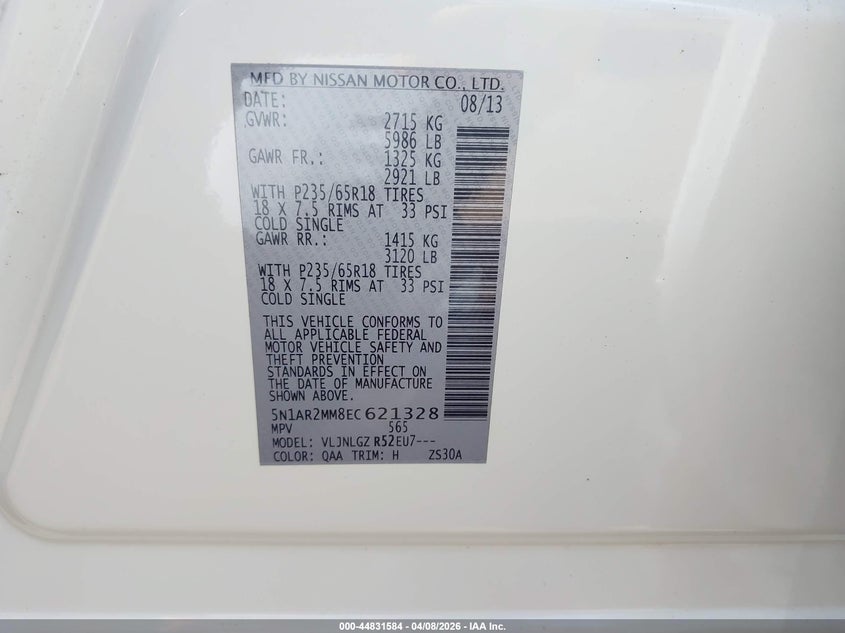 MFD BY NISSAN MOTOR CO., LTD.
DATE: 08/13
GVWR: 2715 KG
5986 LB
GAWR FR.: 1325 KG
2921 LB
WITH P235/65R18 TIRES
18 X 7.5 RIMS AT 33 PSI
COLD SINGLE
GAWR RR.: 1415 KG
3120 LB
WITH P235/65R18 TIRES
18 X 7.5 RIMS AT 33 PSI
COLD SINGLE
THIS VEHICLE CONFORMS TO
ALL APPLICABLE FEDERAL
MOTOR VEHICLE SAFETY AND
THEFT PREVENTION
STANDARDS IN EFFECT ON
THE DATE OF MANUFACTURE
SHOWN ABOVE.
5N1AR2MM8EC621328
MPV 565
MODEL: VLJNLGZ R52EU7---
COLOR: QAA TRIM: H ZS30A
000-44831584 - 04/08/2026 - IAA Inc.